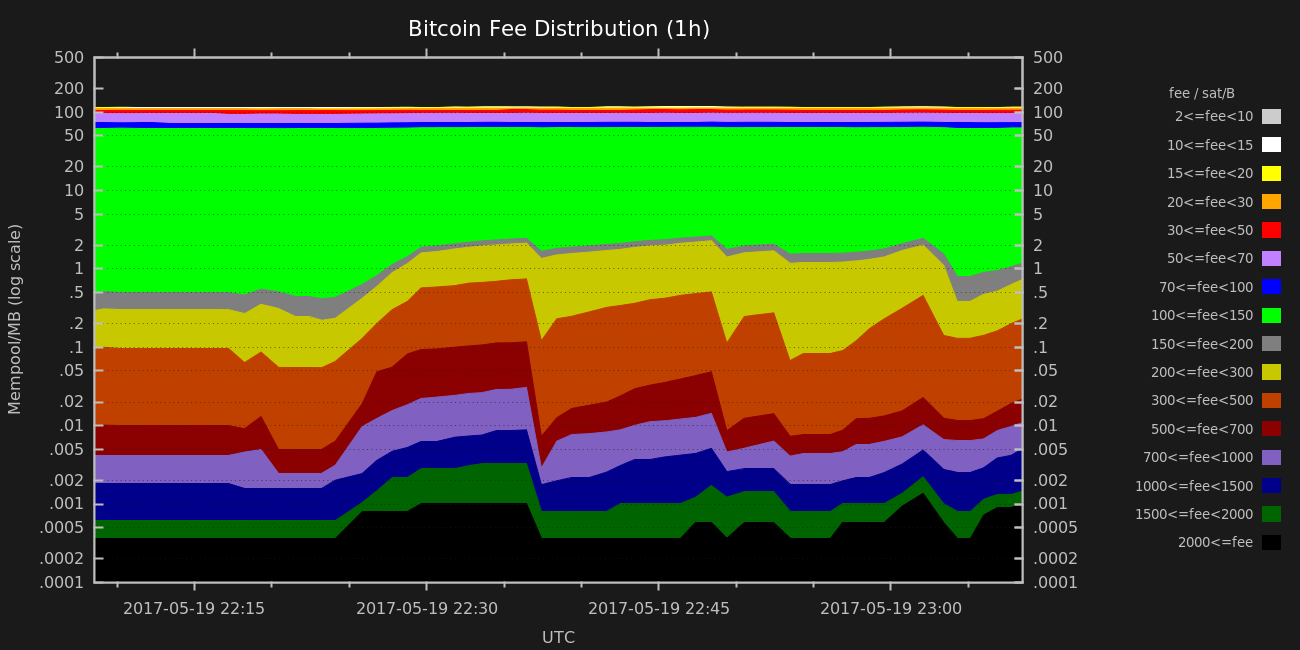 Bitcoin Fee Distribution (1h)
500
200
100
50
20
10
5
2
1
.5
.2
.1
.05
.02
.01
.005
.002
.001
.0005
.0002
.0001
Mempool/MB (log scale)
500
200
100
50
20
10
5
2
1
.5
.2
.1
.05
.02
.01
.005
.002
.001
.0005
.0002
.0001
2017-05-19 22:15
2017-05-19 22:30
2017-05-19 22:45
2017-05-19 23:00
UTC
fee / sat/B
2<=fee<10
10<=fee<15
15<=fee<20
20<=fee<30
30<=fee<50
50<=fee<70
70<=fee<100
100<=fee<150
150<=fee<200
200<=fee<300
300<=fee<500
500<=fee<700
700<=fee<1000
1000<=fee<1500
1500<=fee<2000
2000<=fee